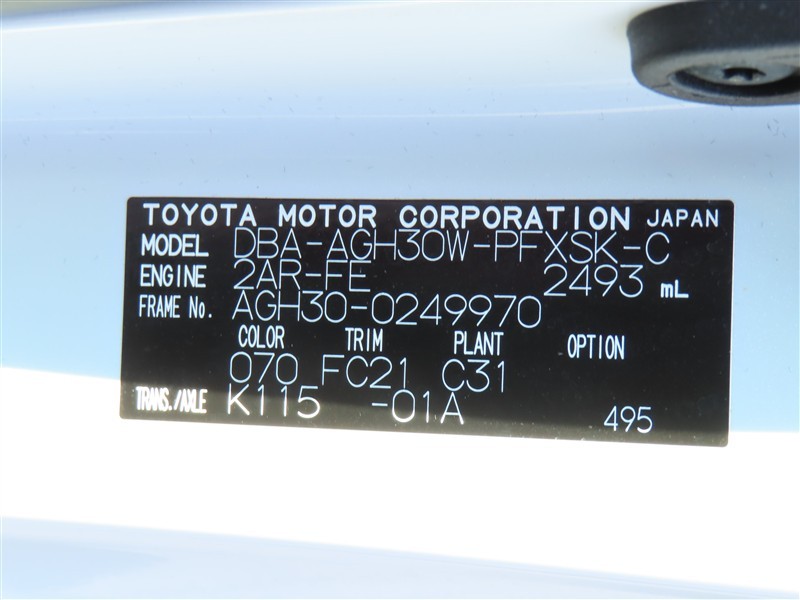 TOYOTA MOTOR CORPORATION JAPAN
MODEL DBA-AGH30W-PFXSK-C
ENGINE 2AR-FE 2493 mL
FRAME No. AGH30-0249970
COLOR TRIM PLANT OPTION
070 FC21 C31
TRANS./AXLE K115 -01A 495